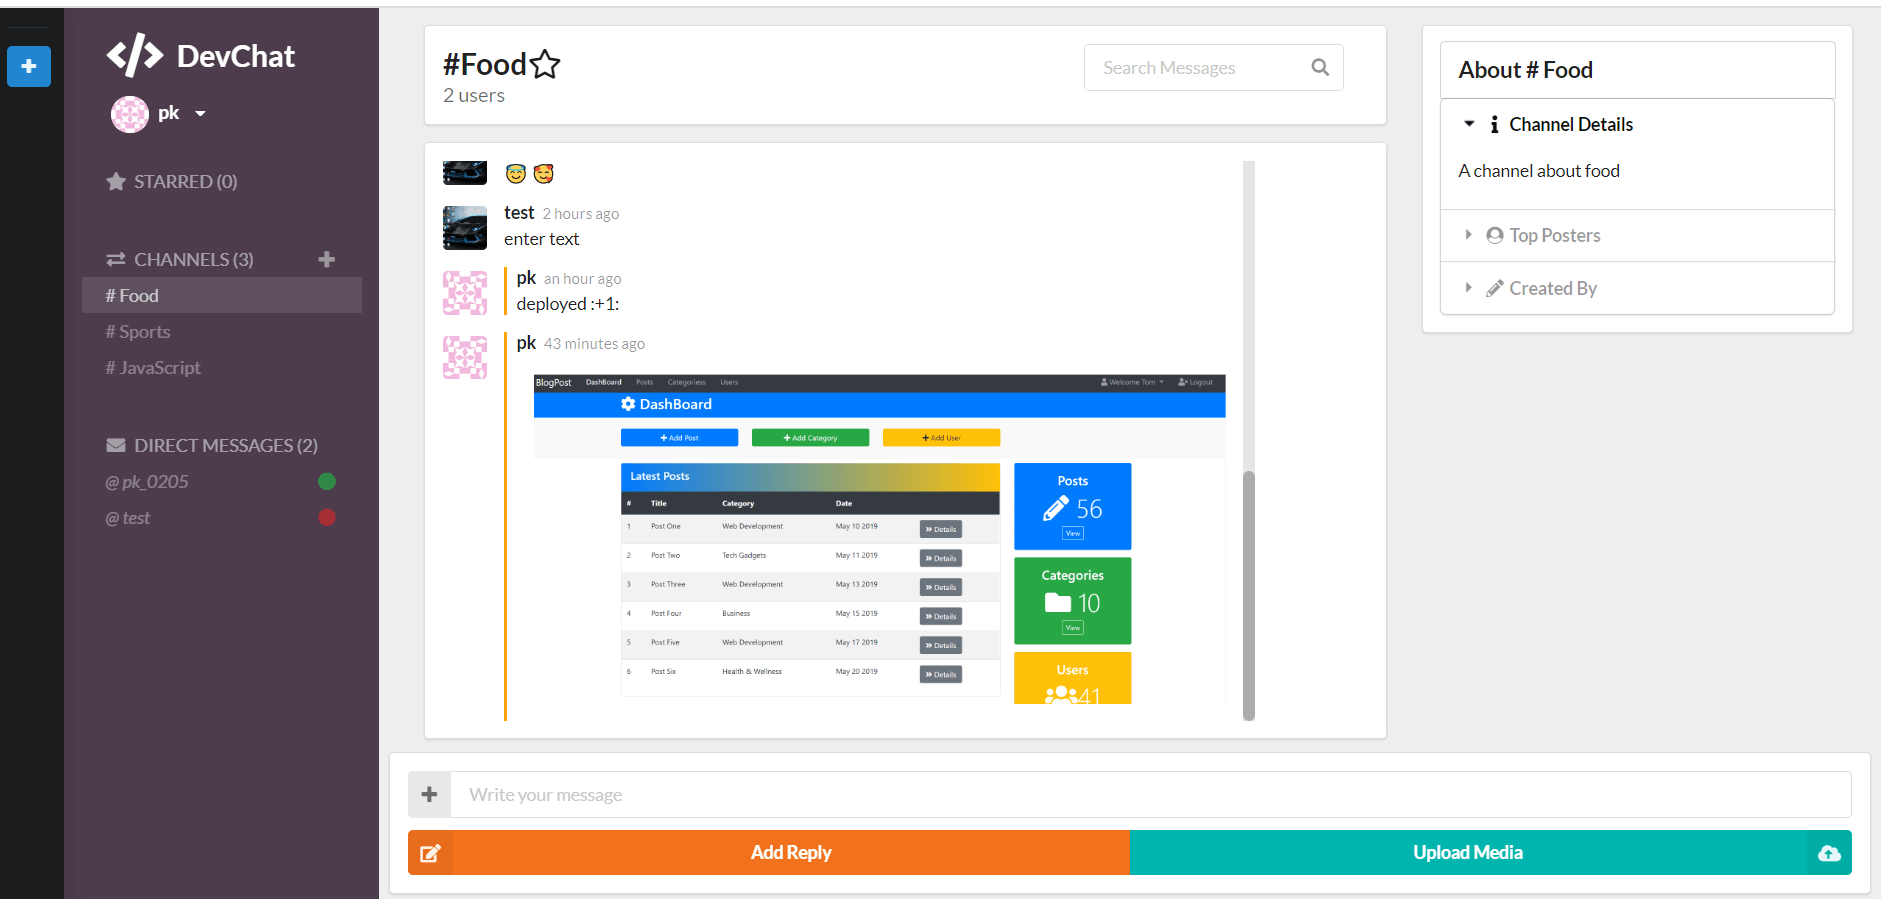 DevChat
pk
STARRED (0)
CHANNELS (3)
# Food
# Sports
# JavaScript
DIRECT MESSAGES (2)
@ pk_0205
@ test
#Food
2 users
Search Messages
test 2 hours ago
enter text
pk an hour ago
deployed :+1:
pk 43 minutes ago
BlogPost DashBoard Posts Categoriess Users Welcome Tom Logout
DashBoard
Add Post Add Category Add User
Latest Posts
# Title Category Date
1 Post One Web Development May 10 2019 Details
2 Post Two Tech Gadgets May 11 2019 Details
3 Post Three Web Development May 13 2019 Details
4 Post Four Business May 15 2019 Details
5 Post Five Web Development May 17 2019 Details
6 Post Six Health & Wellness May 20 2019 Details
Posts
56
View
Categories
10
View
Users
41
Write your message
Add Reply
Upload Media
About # Food
Channel Details
A channel about food
Top Posters
Created By